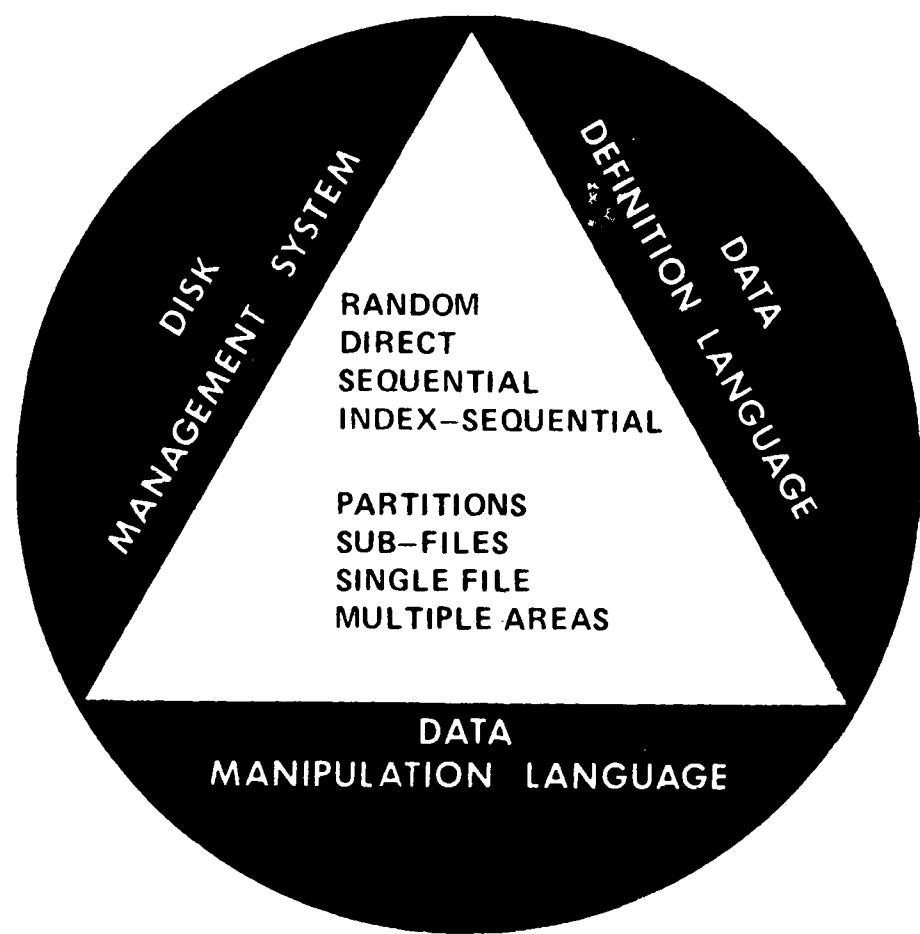 DISK
MANAGEMENT SYSTEM
DATA
DEFINITION LANGUAGE
RANDOM
DIRECT
SEQUENTIAL
INDEX–SEQUENTIAL
PARTITIONS
SUB–FILES
SINGLE FILE
MULTIPLE AREAS
DATA
MANIPULATION LANGUAGE